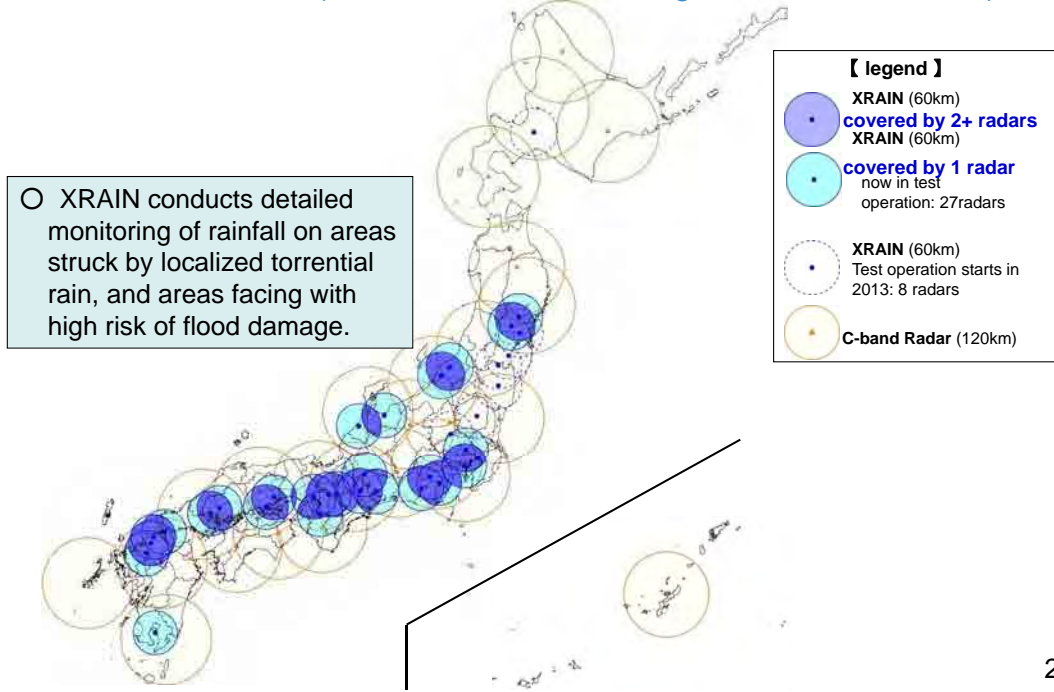 ○ XRAIN conducts detailed
monitoring of rainfall on areas
struck by localized torrential
rain, and areas facing with
high risk of flood damage.
【 legend 】
XRAIN (60km)
covered by 2+ radars
XRAIN (60km)
covered by 1 radar
now in test
operation: 27radars
XRAIN (60km)
Test operation starts in
2013: 8 radars
C-band Radar (120km)
2